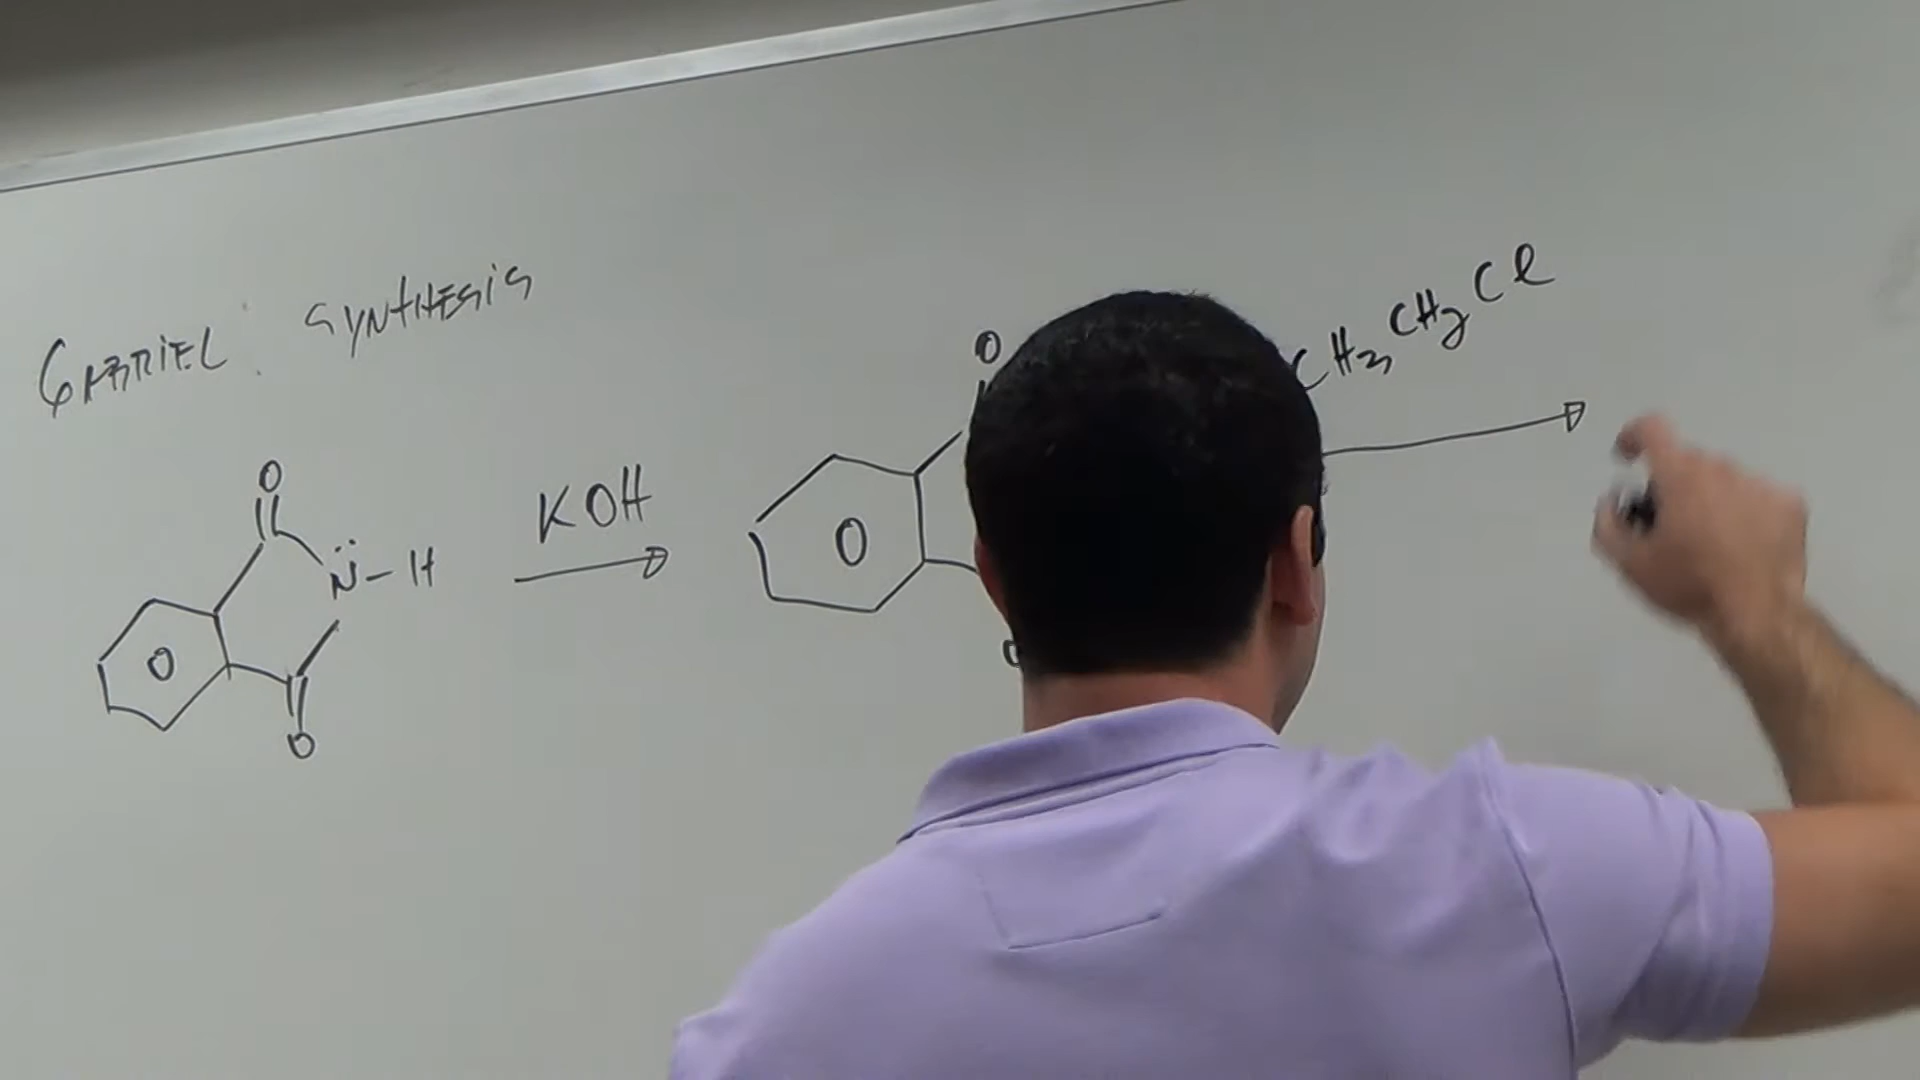 GABRIEL SYNTHESIS
O
N-H
O
O
KOH
O
O
CH3CH2Cl